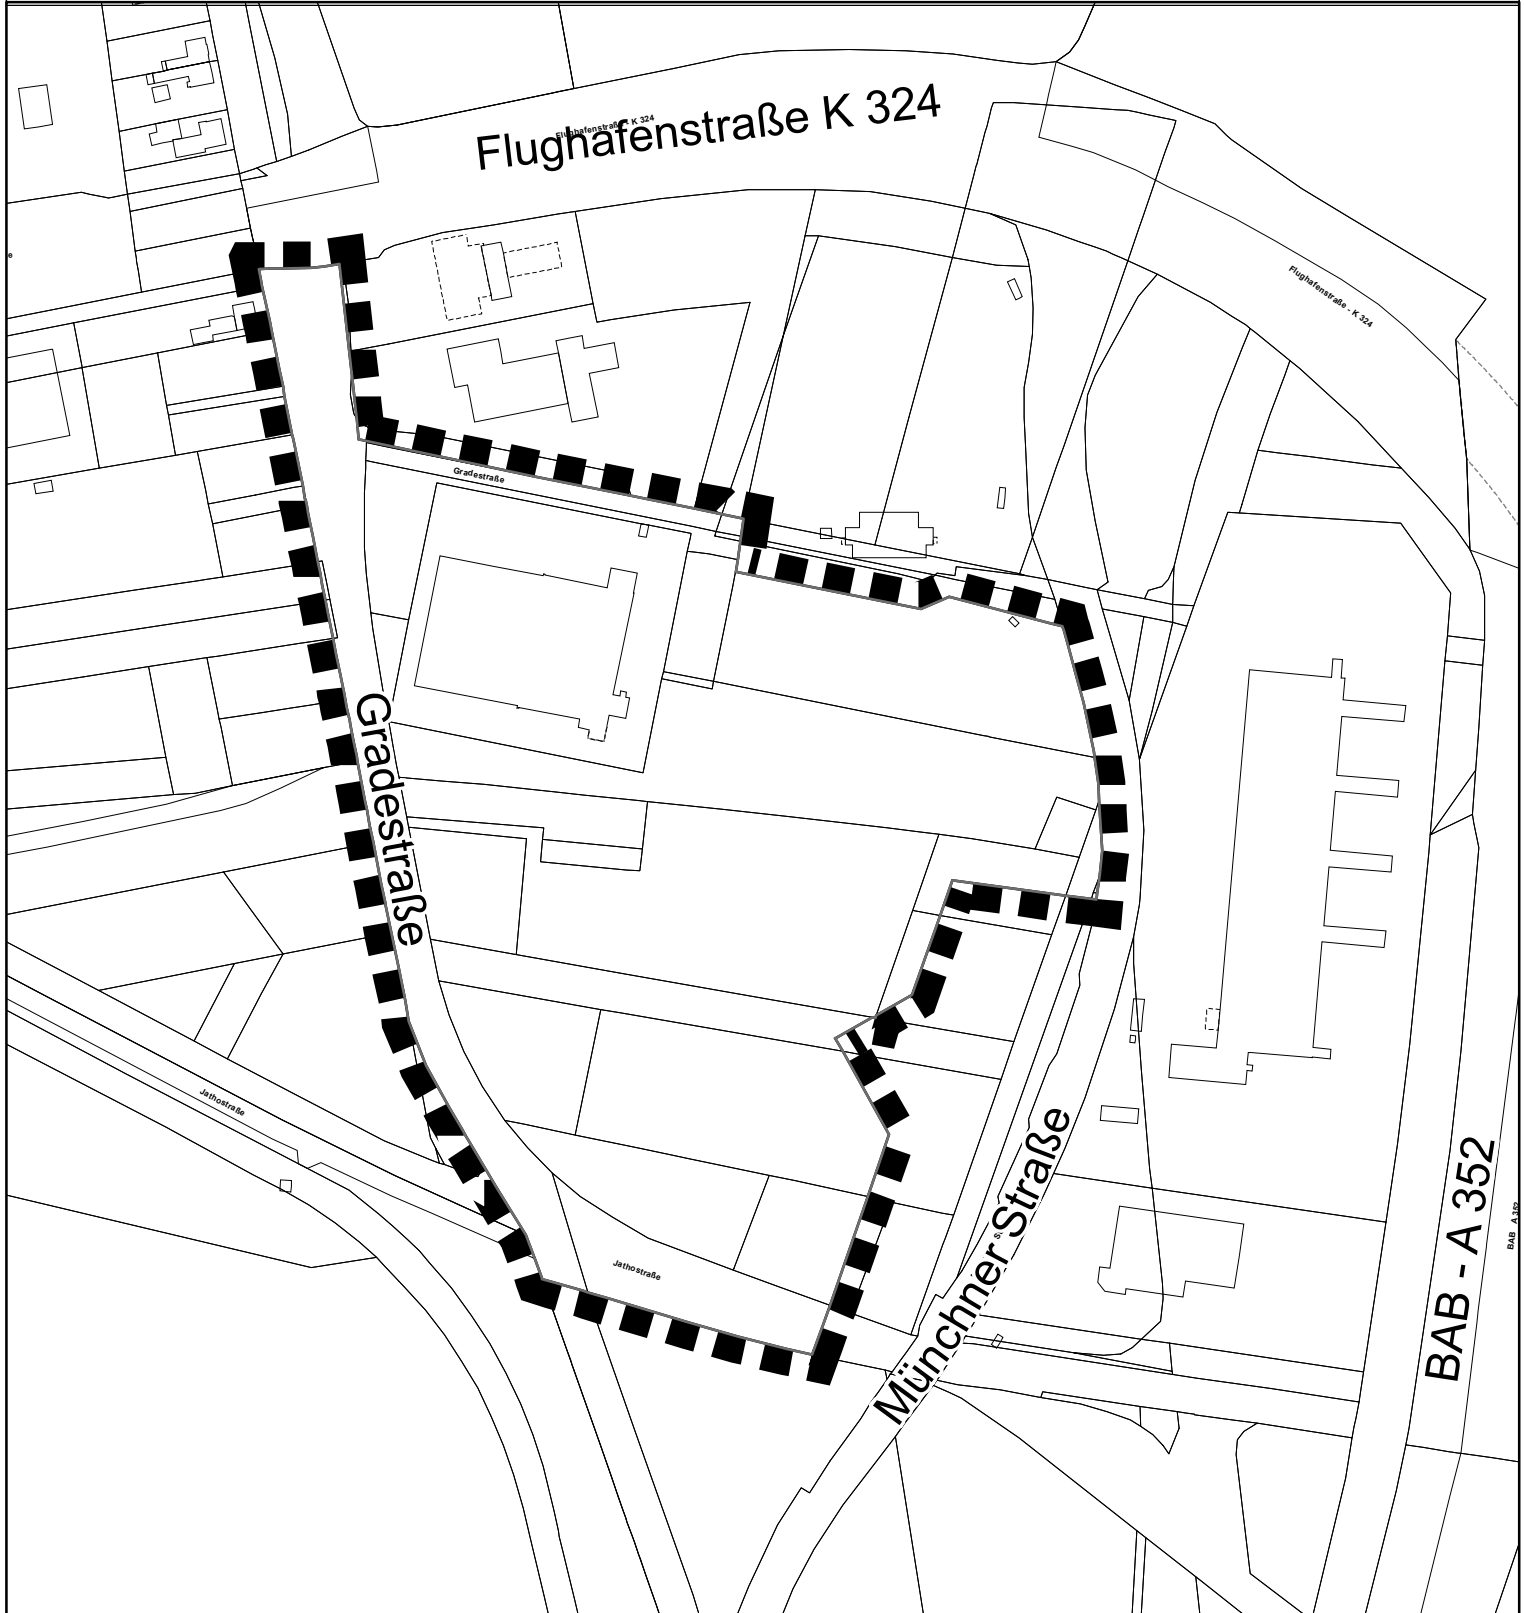 Flughafenstraße K 324
Flughafenstraße - K 324
e
Flughafenstraße - K 324
Gradestraße
Gradestraße
Jathostraße
Jathostraße
Münchner Straße
BAB - A 352
BAB - A 352